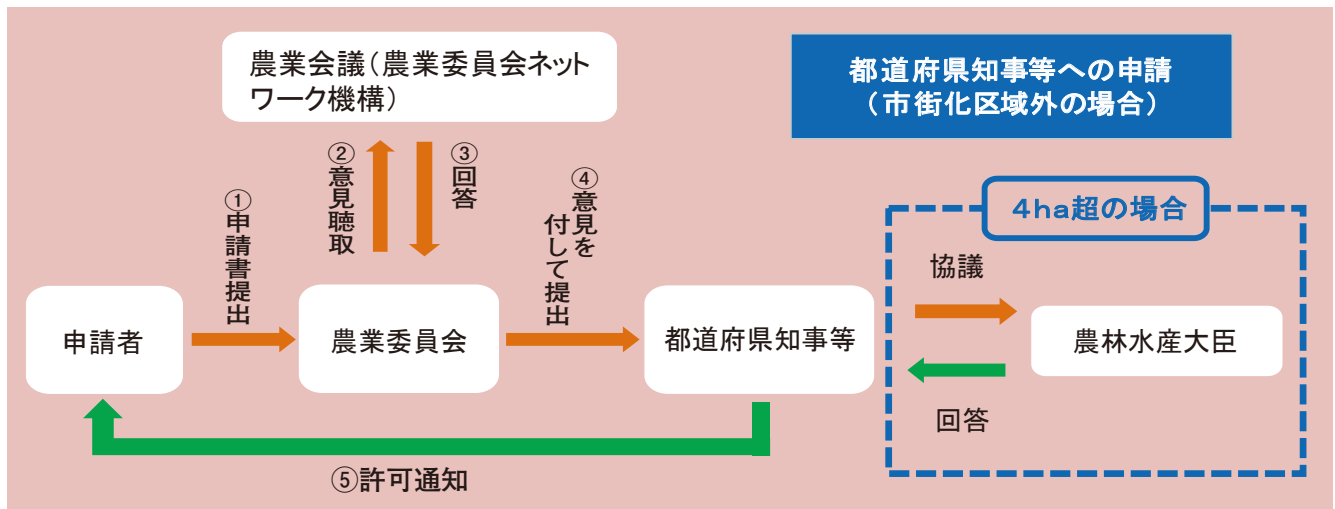 農業会議（農業委員会ネット
ワーク機構）
都道府県知事等への申請
（市街化区域外の場合）
①申請書提出
②意見聴取
③回答
④意見を
付して提出
4ha超の場合
協議
申請者
農業委員会
都道府県知事等
農林水産大臣
回答
⑤許可通知